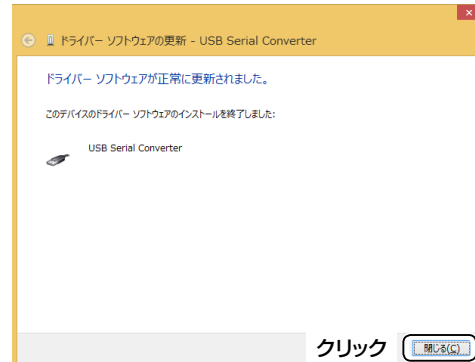 ドライバー ソフトウェアの更新 - USB Serial Converter
ドライバー ソフトウェアが正常に更新されました。
このデバイスのドライバー ソフトウェアのインストールを終了しました:
USB Serial Converter
クリック 閉じる(C)